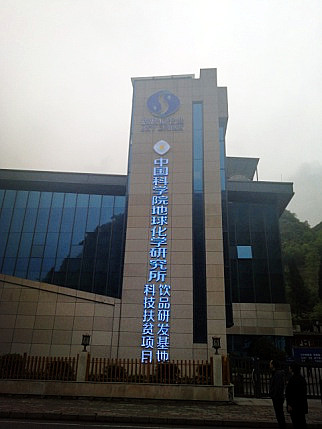 中国科学院地球化学研究所
饮品研发基地
科技扶贫项目